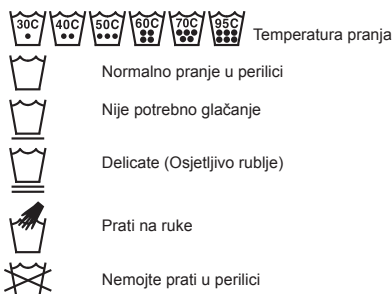 30C 40C 50C 60C 70C 95C Temperatura pranja
Normalno pranje u perilici
Nije potrebno glačanje
Delicate (Osjetljivo rublje)
Prati na ruke
Nemojte prati u perilici